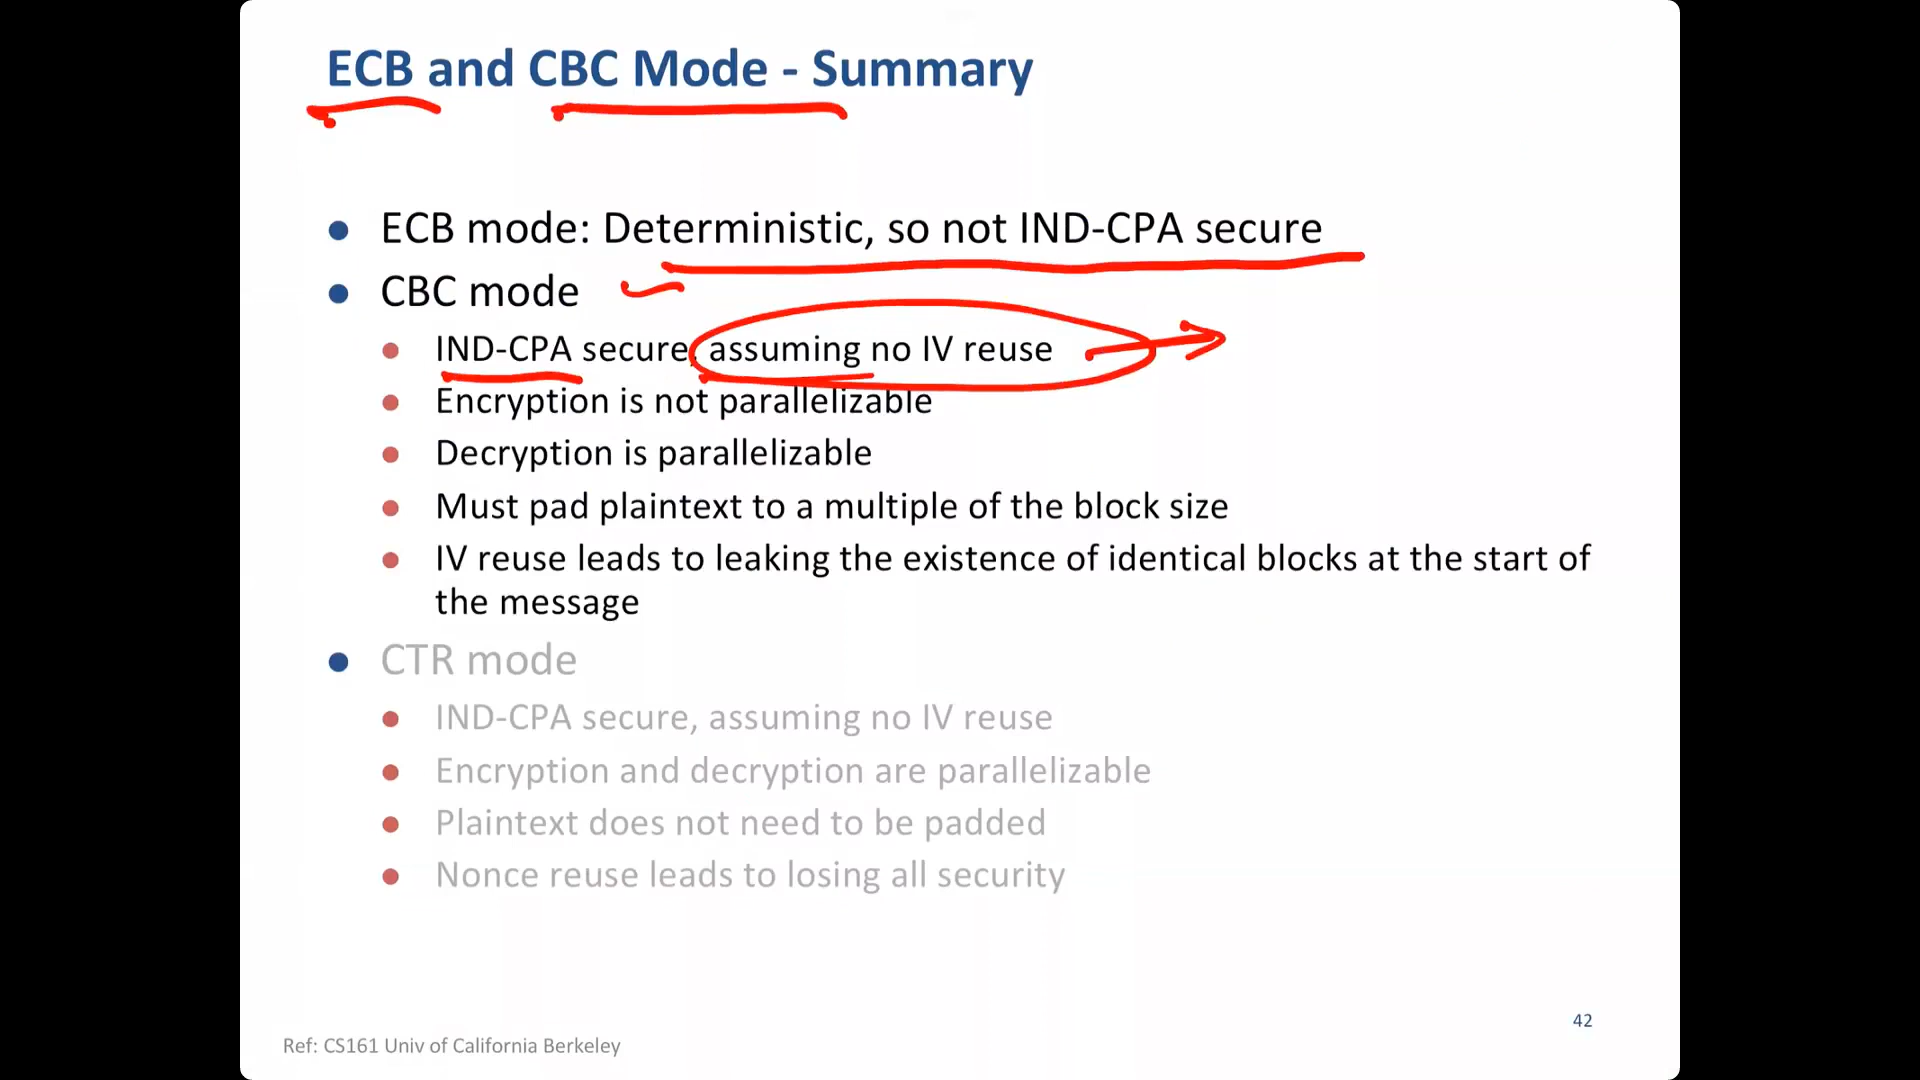 ECB and CBC Mode - Summary
ECB mode: Deterministic, so not IND-CPA secure
CBC mode
IND-CPA secure, assuming no IV reuse
Encryption is not parallelizable
Decryption is parallelizable
Must pad plaintext to a multiple of the block size
IV reuse leads to leaking the existence of identical blocks at the start of
the message
CTR mode
IND-CPA secure, assuming no IV reuse
Encryption and decryption are parallelizable
Plaintext does not need to be padded
Nonce reuse leads to losing all security
42
Ref: CS161 Univ of California Berkeley